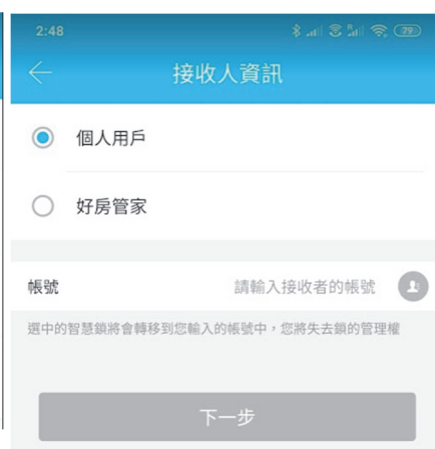 2:48
79
接收人資訊
個人用戶
好房管家
帳號
請輸入接收者的帳號
選中的智慧鎖將會轉移到您輸入的帳號中，您將失去鎖的管理權
下一步